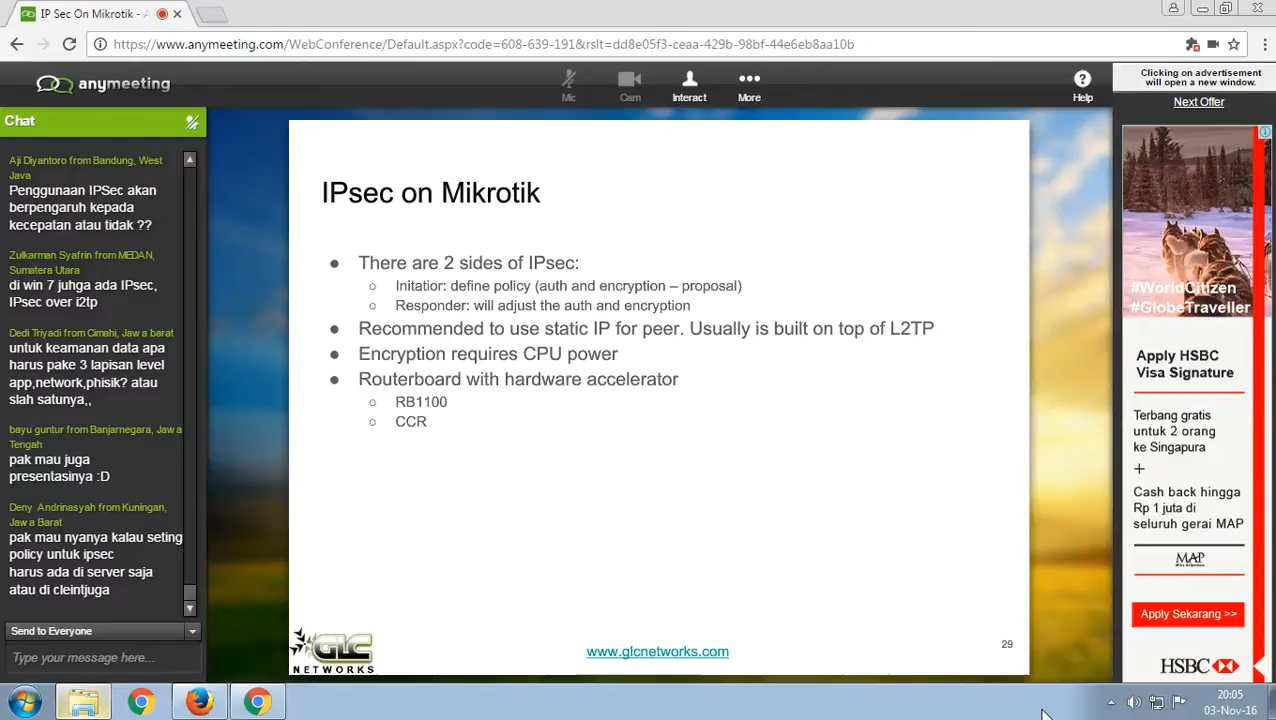 IP Sec On Mikrotik - A
https://www.anymeeting.com/WebConference/Default.aspx?code=608-639-191&rslt=dd8e05f3-ceaa-429b-98bf-44e6eb8aa10b
anymeeting
Mic
Cam
Interact
More
Help
Clicking on advertisement
will open a new window.
Next Offer
Chat
Aji Diyantoro from Bandung, West
Java
Penggunaan IPSec akan
berpengaruh kepada
kecepatan atau tidak ??
Zulkarman Syafrin from MEDAN,
Sumatera Utara
di win 7 juhga ada IPSec,
IPSec over i2tp
Dedi Triyadi from Cimahi, Jawa barat
untuk keamanan data apa
harus pake 3 lapisan level
app,network,phisik? atau
slah satunya,,
bayu guntur from Banjarnegara, Jawa
Tengah
pak mau juga
presentasinya :D
Deny Andrinasyah from Kuningan,
Jawa Barat
pak mau nyanya kalau seting
policy untuk ipsec
harus ada di server saja
atau di cleintjuga
Send to Everyone
Type your message here...
IPsec on Mikrotik
● There are 2 sides of IPsec:
○ Initatior: define policy (auth and encryption – proposal)
○ Responder: will adjust the auth and encryption
● Recommended to use static IP for peer. Usually is built on top of L2TP
● Encryption requires CPU power
● Routerboard with hardware accelerator
○ RB1100
○ CCR
GLC
NETWORKS
www.glcnetworks.com
29
#WorldCitizen
#GlobeTraveller
Apply HSBC
Visa Signature
Terbang gratis
untuk 2 orang
ke Singapura
+
Cash back hingga
Rp 1 juta di
seluruh gerai MAP
MAP
Apply Sekarang >>
HSBC
20:05
03-Nov-16